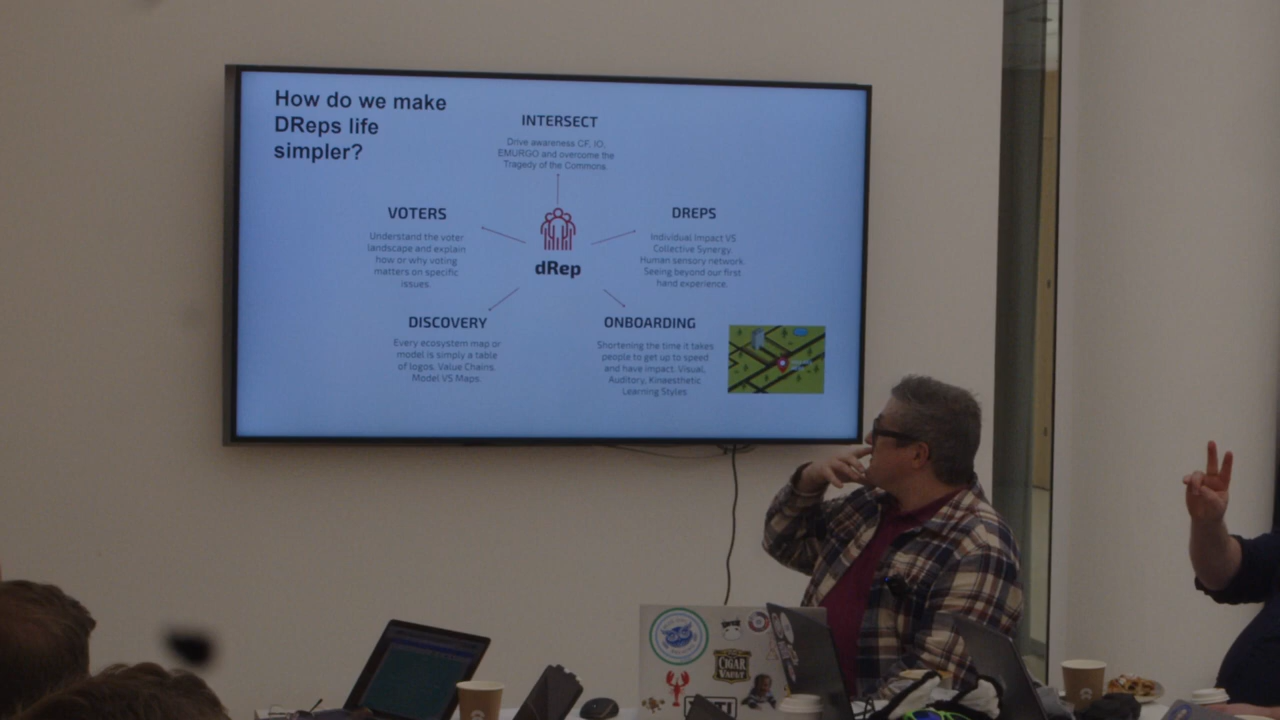 How do we make
DReps life
simpler?
INTERSECT
Drive awareness CF, IO,
EMURGO and overcome the
Tragedy of the Commons.
VOTERS
Understand the voter
landscape and explain
how or why voting
matters on specific
issues.
DREPS
Individual Impact VS
Collective Synergy
Human sensory network.
Seeing beyond our first
hand experience.
dRep
DISCOVERY
Every ecosystem map or
model is simply a table
of logos. Value Chains.
Model VS Maps.
ONBOARDING
Shortening the time it takes
people to get up to speed
and have impact. Visual,
Auditory, Kinaesthetic
Learning Styles
CIGAR
VAULT